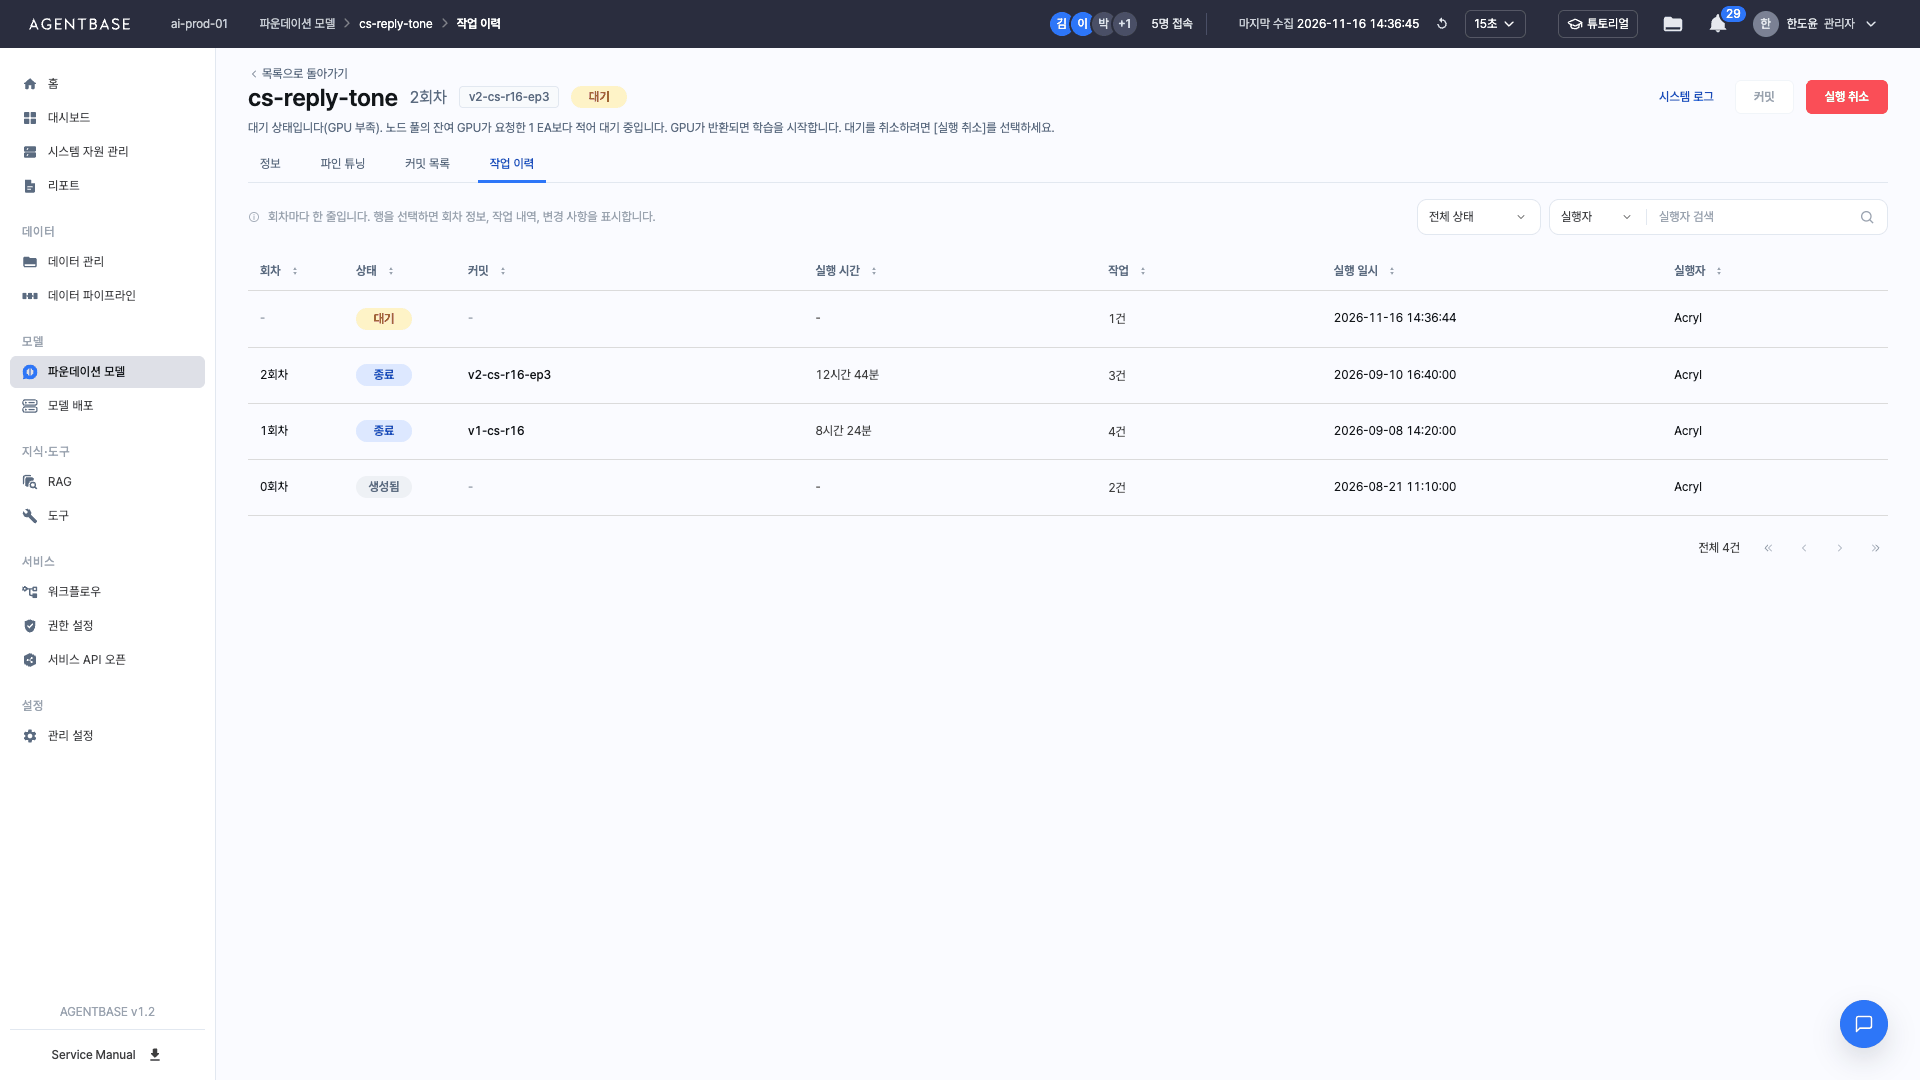 AGENTBASE
ai-prod-01
파운데이션 모델 > cs-reply-tone > 작업 이력
김 이 박 +1 5명 접속
마지막 수집 2026-11-16 14:36:45
15초
튜토리얼
29
한 한도윤 관리자
홈
대시보드
시스템 자원 관리
리포트
데이터
데이터 관리
데이터 파이프라인
모델
파운데이션 모델
모델 배포
지식·도구
RAG
도구
서비스
워크플로우
권한 설정
서비스 API 오픈
설정
관리 설정
AGENTBASE v1.2
Service Manual
목록으로 돌아가기
cs-reply-tone 2회차 v2-cs-r16-ep3 대기
시스템 로그 커밋 실행 취소
대기 상태입니다(GPU 부족). 노드 풀의 잔여 GPU가 요청한 1 EA보다 적어 대기 중입니다. GPU가 반환되면 학습을 시작합니다. 대기를 취소하려면 [실행 취소]를 선택하세요.
정보 파인 튜닝 커밋 목록 작업 이력
회차마다 한 줄입니다. 행을 선택하면 회차 정보, 작업 내역, 변경 사항을 표시합니다.
전체 상태 실행자 실행자 검색
회차 상태 커밋 실행 시간 작업 실행 일시 실행자
- 대기 - - 1건 2026-11-16 14:36:44 Acryl
2회차 종료 v2-cs-r16-ep3 12시간 44분 3건 2026-09-10 16:40:00 Acryl
1회차 종료 v1-cs-r16 8시간 24분 4건 2026-09-08 14:20:00 Acryl
0회차 생성됨 - - 2건 2026-08-21 11:10:00 Acryl
전체 4건